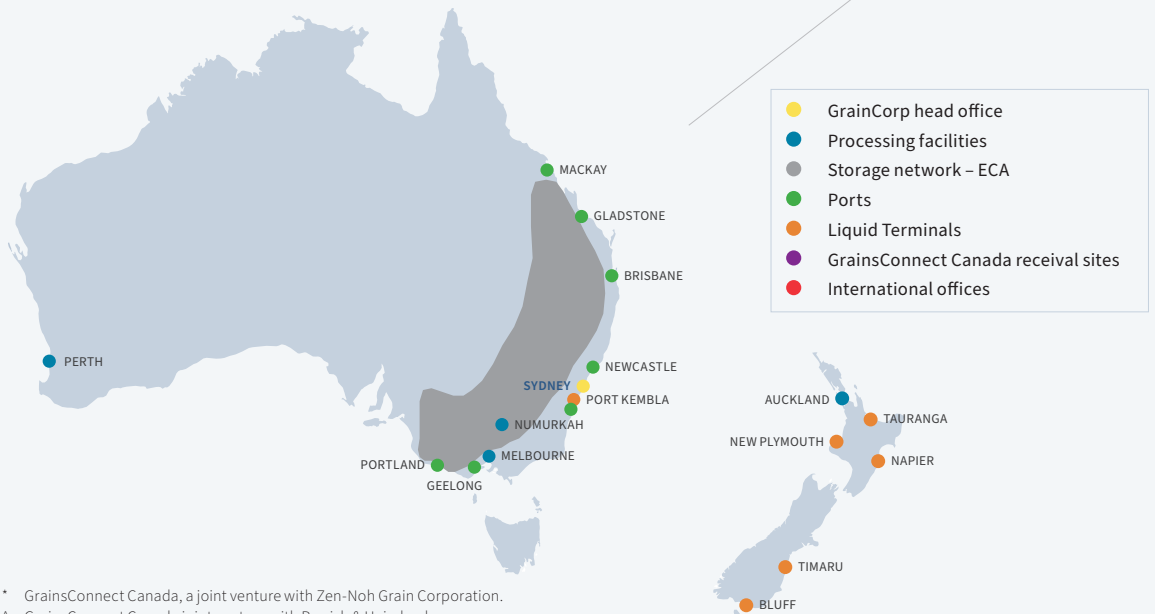 GrainCorp head office
Processing facilities
Storage network – ECA
Ports
Liquid Terminals
GrainsConnect Canada receival sites
International offices
MACKAY
GLADSTONE
BRISBANE
PERTH
NEWCASTLE
SYDNEY
PORT KEMBLA
NUMURKAH
MELBOURNE
PORTLAND
GEELONG
AUCKLAND
TAURANGA
NEW PLYMOUTH
NAPIER
TIMARU
BLUFF
* GrainsConnect Canada, a joint venture with Zen-Noh Grain Corporation.